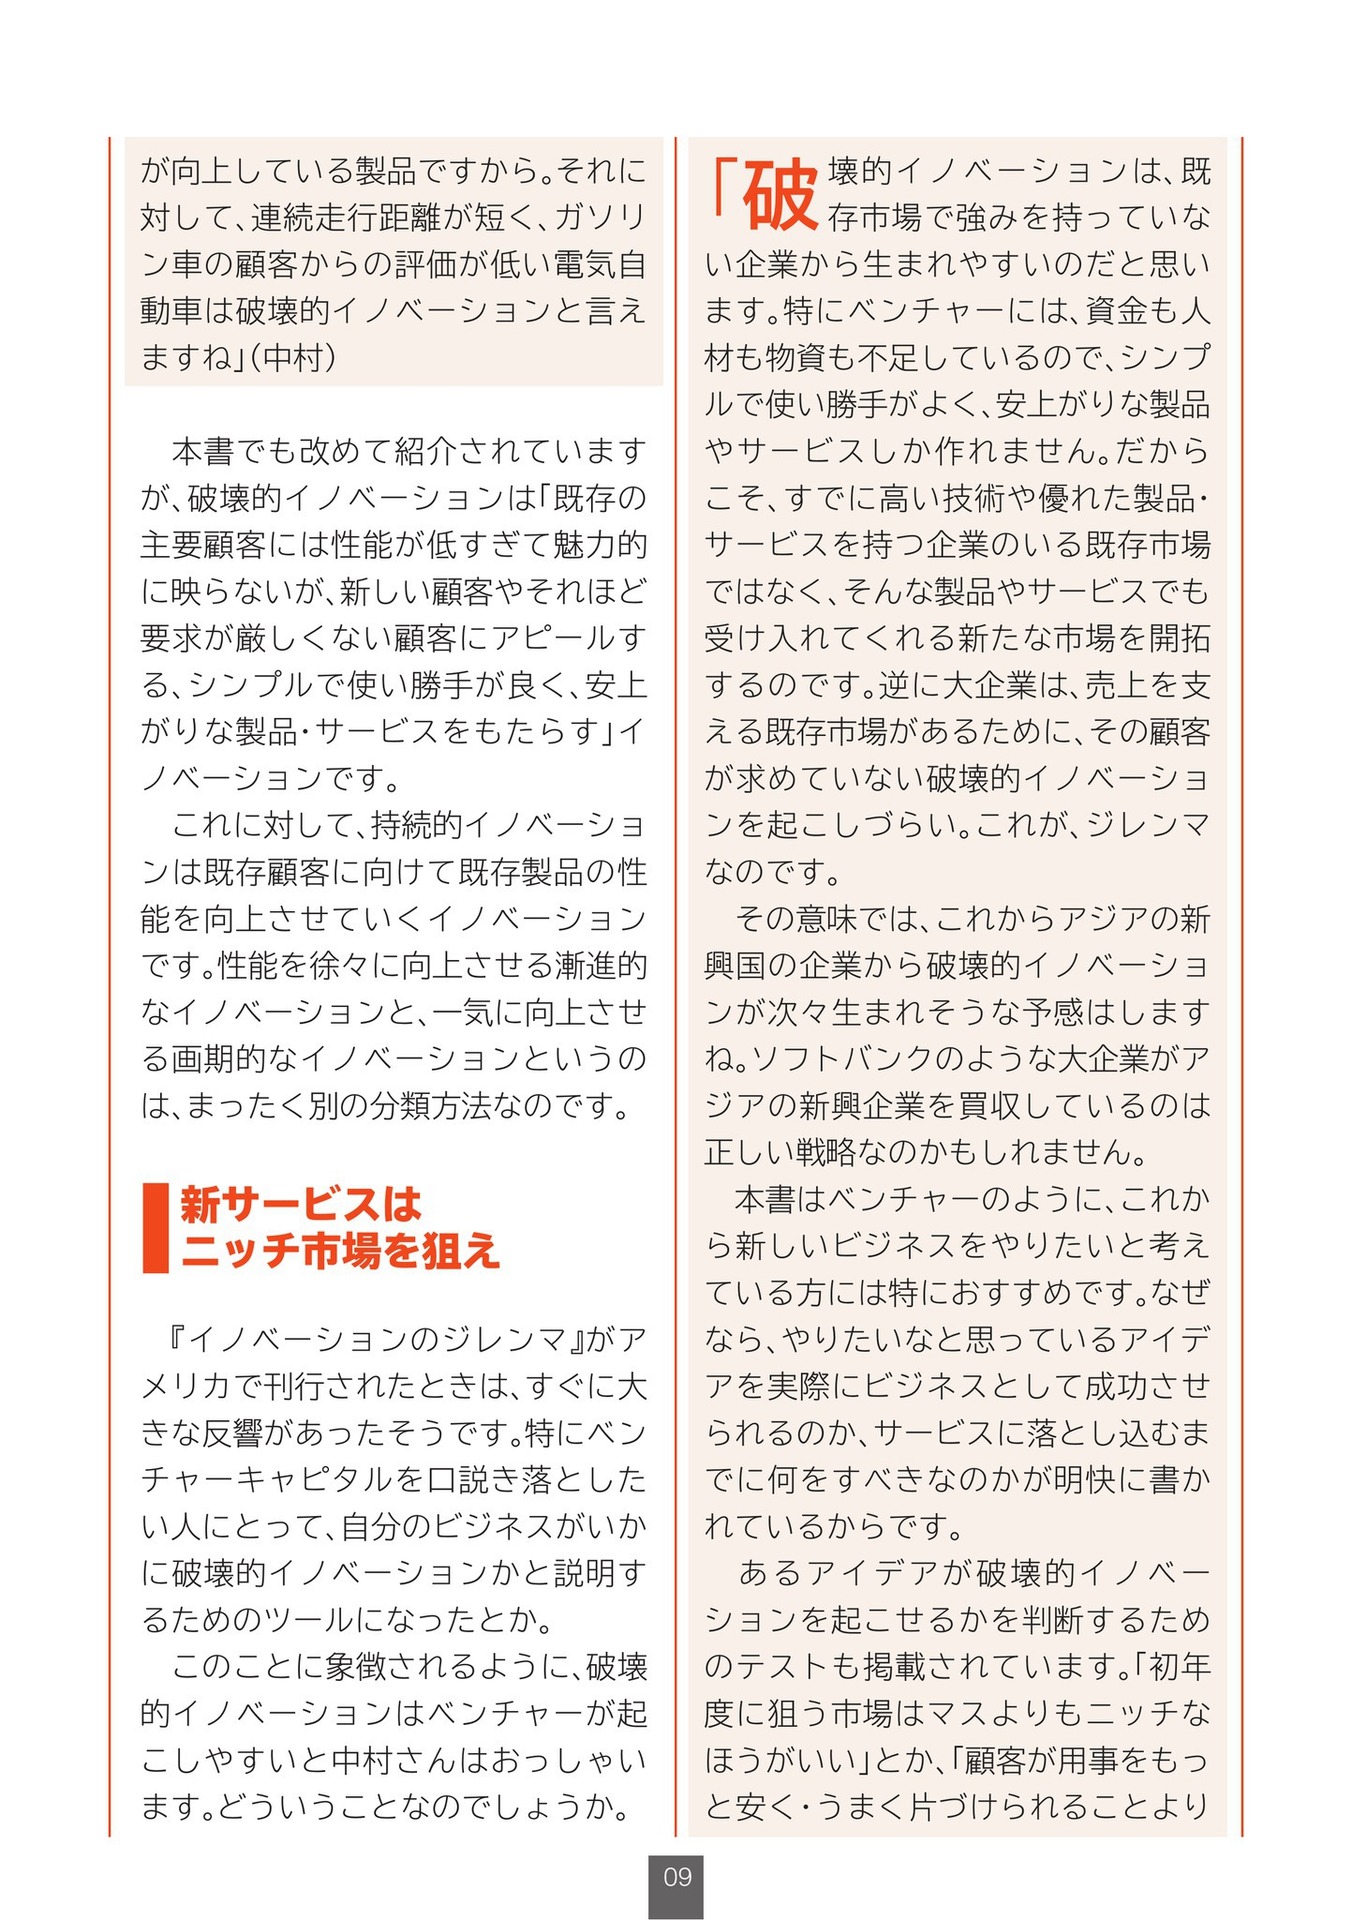 が向上している製品ですから。それに
対して、連続走行距離が短く、ガソリ
ン車の顧客からの評価が低い電気自
動車は破壊的イノベーションと言え
ますね」（中村）
本書でも改めて紹介されています
が、破壊的イノベーションは「既存の
主要顧客には性能が低すぎて魅力的
に映らないが、新しい顧客やそれほど
要求が厳しくない顧客にアピールす
る、シンプルで使い勝手が良く、安上
がりな製品・サービスをもたらす」イ
ノベーションです。
これに対して、持続的イノベーショ
ンは既存顧客に向けて既存製品の性
能を向上させていくイノベーション
です。性能を徐々に向上させる漸進的
なイノベーションと、一気に向上させ
る画期的なイノベーションというの
は、まったく別の分類方法なのです。
新サービスは
ニッチ市場を狙え
『イノベーションのジレンマ』がア
メリカで刊行されたときは、すぐに大
きな反響があったそうです。特にベン
チャーキャピタルを口説き落とした
い人にとって、自分のビジネスがいか
に破壊的イノベーションかと説明す
るためのツールになったとか。
このことに象徴されるように、破壊
的イノベーションはベンチャーが起
こしやすいと中村さんはおっしゃい
ます。どういうことなのでしょうか。
「破壊的イノベーションは、既
存市場で強みを持っていな
い企業から生まれやすいのだと思い
ます。特にベンチャーには、資金も人
材も物資も不足しているので、シンプ
ルで使い勝手がよく、安上がりな製品
やサービスしか作れません。だから
こそ、すでに高い技術や優れた製品・
サービスを持つ企業のいる既存市場
ではなく、そんな製品やサービスでも
受け入れてくれる新たな市場を開拓
するのです。逆に大企業は、売上を支
える既存市場があるために、その顧客
が求めていない破壊的イノベーショ
ンを起こしづらい。これが、ジレンマ
なのです。
その意味では、これからアジアの新
興国の企業から破壊的イノベーショ
ンが次々生まれそうな予感はします
ね。ソフトバンクのような大企業がア
ジアの新興企業を買収しているのは
正しい戦略なのかもしれません。
本書はベンチャーのように、これか
ら新しいビジネスをやりたいと考え
ている方には特におすすめです。なぜ
なら、やりたいなと思っているアイデ
アを実際にビジネスとして成功させ
られるのか、サービスに落とし込むま
でに何をすべきなのかが明快に書か
れているからです。
あるアイデアが破壊的イノベー
ションを起こせるかを判断するため
のテストも掲載されています。「初年
度に狙う市場はマスよりもニッチな
ほうがいい」とか、「顧客が用事をもっ
と安く・うまく片づけられることより
09